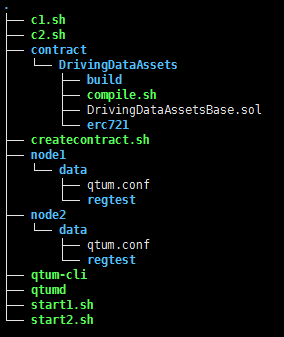 .
├── c1.sh
├── c2.sh
├── contract
│   └── DrivingDataAssets
│       ├── build
│       ├── compile.sh
│       ├── DrivingDataAssetsBase.sol
│       └── erc721
├── createcontract.sh
├── node1
│   └── data
│       ├── qtum.conf
│       └── regtest
├── node2
│   └── data
│       ├── qtum.conf
│       └── regtest
├── qtum-cli
├── qtumd
├── start1.sh
└── start2.sh